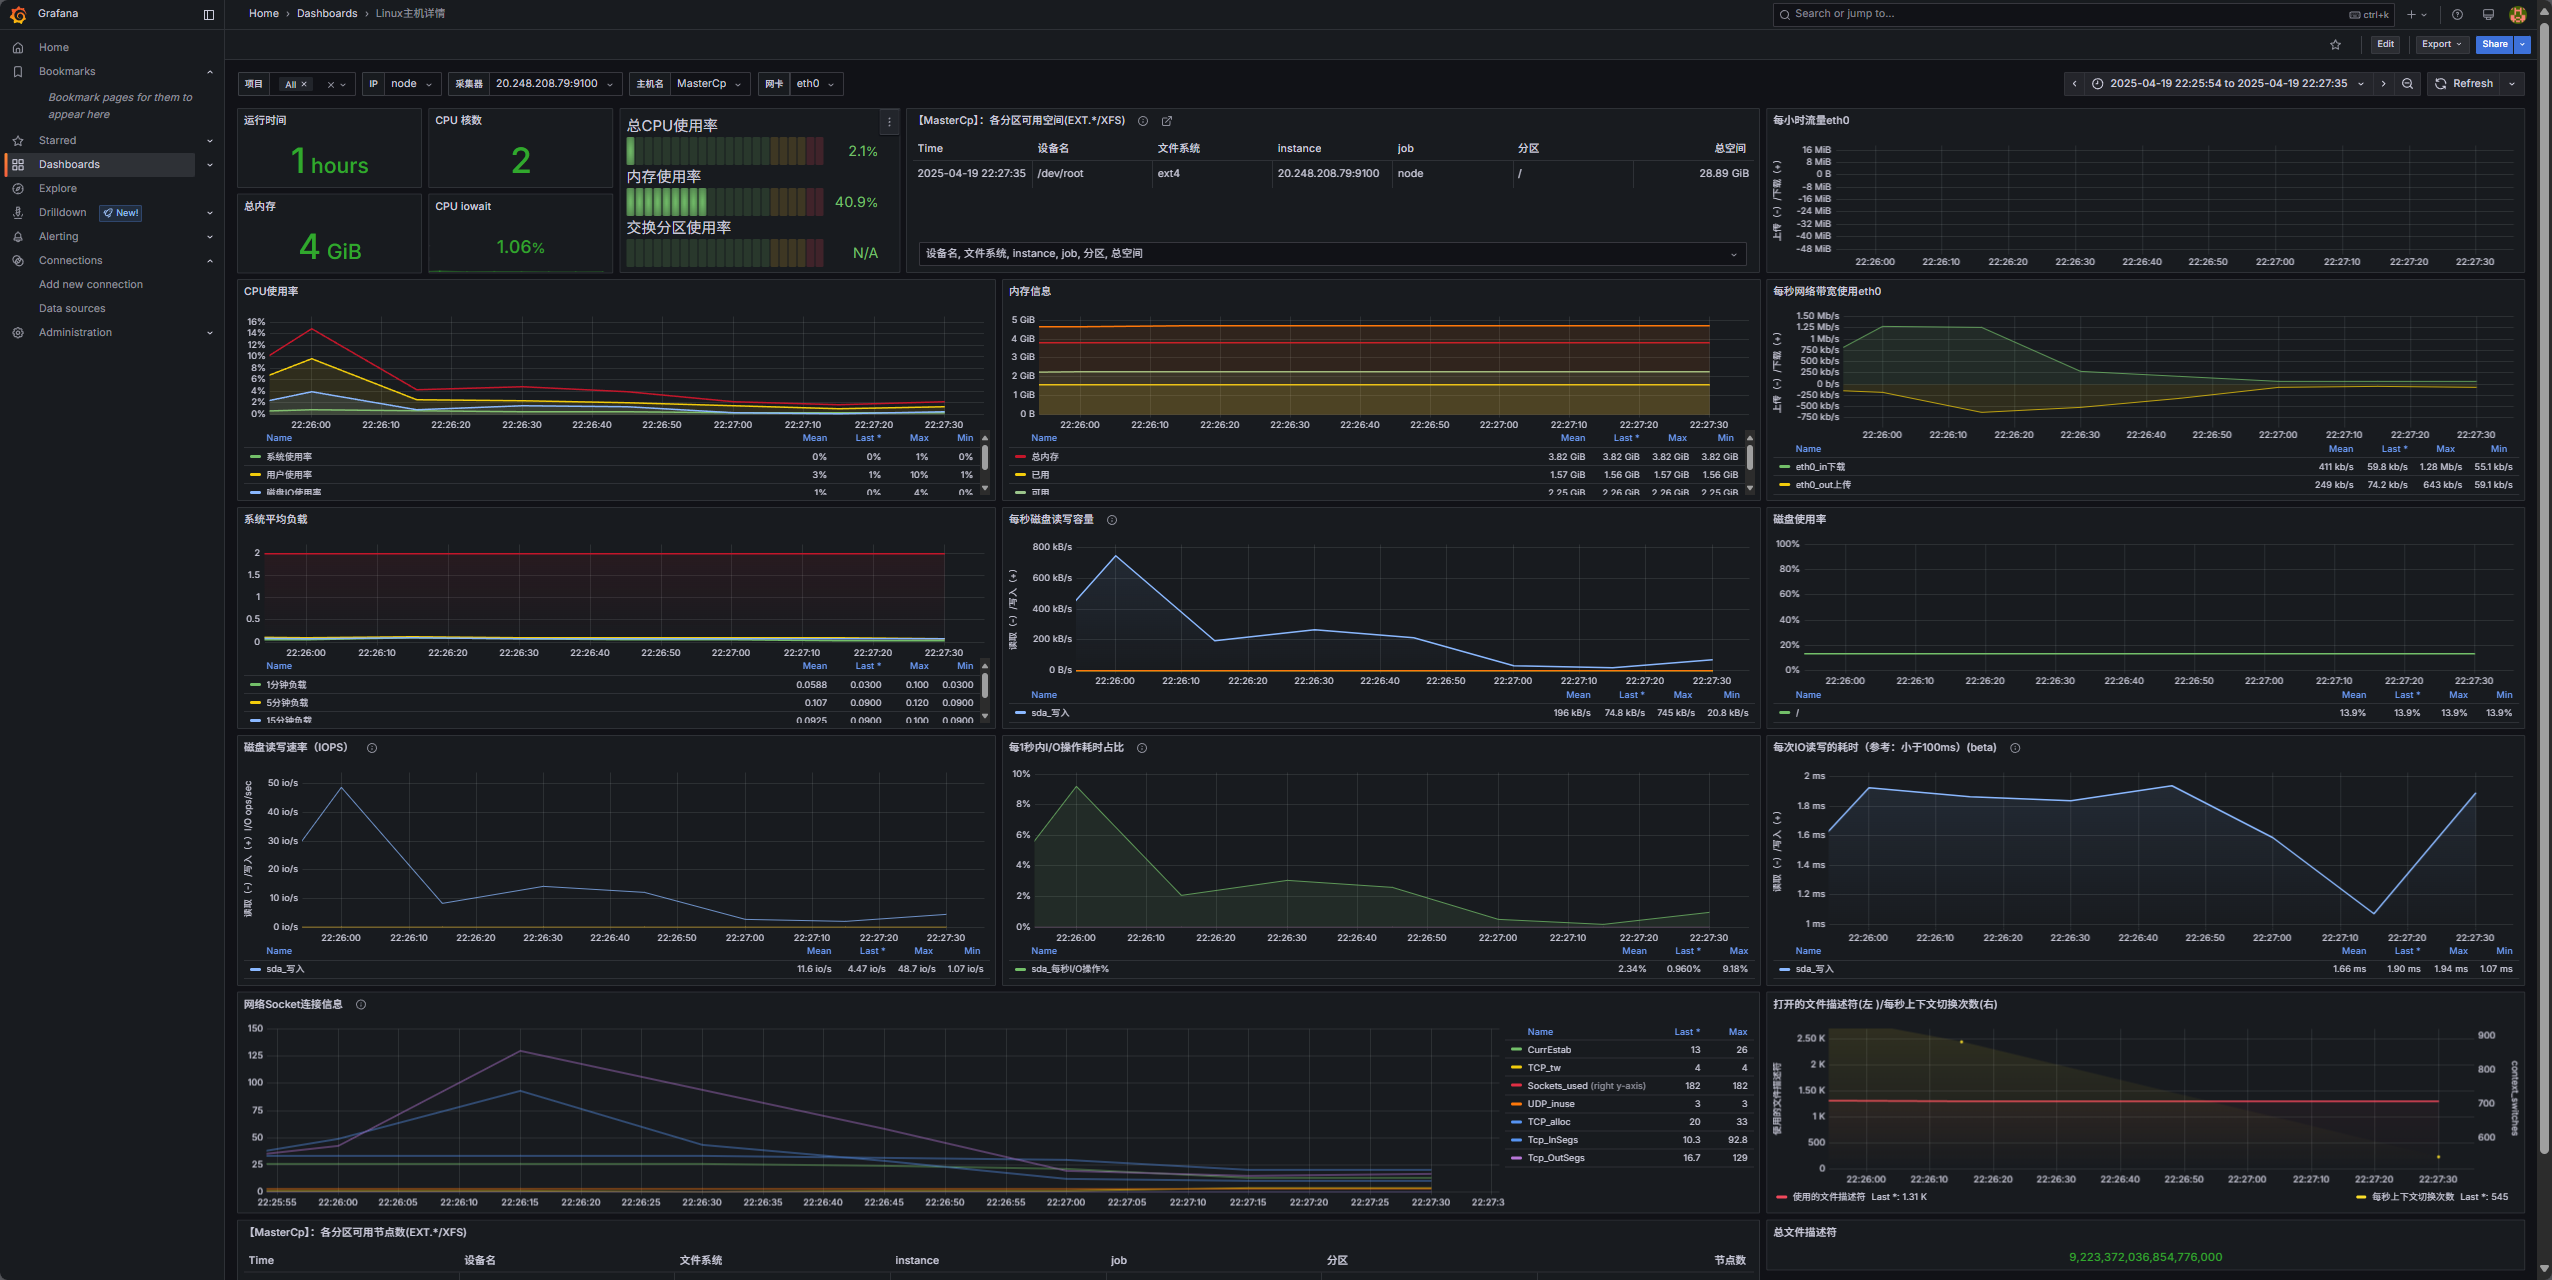 Grafana
Home › Dashboards › Linux主机详情
Search or jump to...
ctrl+k
Home
Bookmarks
Bookmark pages for them to
appear here
Starred
Dashboards
Explore
Drilldown New!
Alerting
Connections
Add new connection
Data sources
Administration
Edit Export Share
项目 All × IP node 采集器 20.248.208.79:9100 主机名 MasterCp 网卡 eth0
2025-04-19 22:25:54 to 2025-04-19 22:27:35 Refresh
运行时间
1 hours
CPU 核数
2
总内存
4 GiB
CPU iowait
1.06%
总CPU使用率
2.1%
内存使用率
40.9%
交换分区使用率
N/A
【MasterCp】：各分区可用空间(EXT.*/XFS)
Time 设备名 文件系统 instance job 分区 总空间
2025-04-19 22:27:35 /dev/root ext4 20.248.208.79:9100 node / 28.89 GiB
设备名, 文件系统, instance, job, 分区, 总空间
每小时流量eth0
上传（-）/下载（+）
16 MiB
8 MiB
0 B
-8 MiB
-16 MiB
-24 MiB
-32 MiB
-40 MiB
-48 MiB
22:26:00 22:26:10 22:26:20 22:26:30 22:26:40 22:26:50 22:27:00 22:27:10 22:27:20 22:27:30
CPU使用率
16%
14%
12%
10%
8%
6%
4%
2%
0%
22:26:00 22:26:10 22:26:20 22:26:30 22:26:40 22:26:50 22:27:00 22:27:10 22:27:20 22:27:30
Name Mean Last * Max Min
系统使用率 0% 0% 1% 0%
用户使用率 3% 1% 10% 1%
磁盘IO使用率 1% 0% 4% 0%
内存信息
5 GiB
4 GiB
3 GiB
2 GiB
1 GiB
0 B
22:26:00 22:26:10 22:26:20 22:26:30 22:26:40 22:26:50 22:27:00 22:27:10 22:27:20 22:27:30
Name Mean Last * Max Min
总内存 3.82 GiB 3.82 GiB 3.82 GiB 3.82 GiB
已用 1.57 GiB 1.56 GiB 1.57 GiB 1.56 GiB
可用 2.25 GiB 2.26 GiB 2.26 GiB 2.25 GiB
每秒网络带宽使用eth0
上传（-）/下载（+）
1.50 Mb/s
1.25 Mb/s
1 Mb/s
750 kb/s
500 kb/s
250 kb/s
0 b/s
-250 kb/s
-500 kb/s
-750 kb/s
22:26:00 22:26:10 22:26:20 22:26:30 22:26:40 22:26:50 22:27:00 22:27:10 22:27:20 22:27:30
Name Mean Last * Max Min
eth0_in下载 411 kb/s 59.8 kb/s 1.28 Mb/s 55.1 kb/s
eth0_out上传 249 kb/s 74.2 kb/s 643 kb/s 59.1 kb/s
系统平均负载
2
1.5
1
0.5
0
22:26:00 22:26:10 22:26:20 22:26:30 22:26:40 22:26:50 22:27:00 22:27:10 22:27:20 22:27:30
Name Mean Last * Max Min
1分钟负载 0.0588 0.0300 0.100 0.0300
5分钟负载 0.107 0.0900 0.120 0.0900
15分钟负载 0.0925 0.0900 0.100 0.0900
每秒磁盘读写容量
读取（-）/写入（+）
800 kB/s
600 kB/s
400 kB/s
200 kB/s
0 B/s
22:26:00 22:26:10 22:26:20 22:26:30 22:26:40 22:26:50 22:27:00 22:27:10 22:27:20 22:27:30
Name Mean Last * Max Min
sda_写入 196 kB/s 74.8 kB/s 745 kB/s 20.8 kB/s
磁盘使用率
100%
80%
60%
40%
20%
0%
22:26:00 22:26:10 22:26:20 22:26:30 22:26:40 22:26:50 22:27:00 22:27:10 22:27:20 22:27:30
Name Mean Last * Max Min
/ 13.9% 13.9% 13.9% 13.9%
磁盘读写速率（IOPS）
读取（-）/写入（+）I/O ops/sec
50 io/s
40 io/s
30 io/s
20 io/s
10 io/s
0 io/s
22:26:00 22:26:10 22:26:20 22:26:30 22:26:40 22:26:50 22:27:00 22:27:10 22:27:20 22:27:30
Name Mean Last * Max Min
sda_写入 11.6 io/s 4.47 io/s 48.7 io/s 1.07 io/s
每1秒内I/O操作耗时占比
10%
8%
6%
4%
2%
0%
22:26:00 22:26:10 22:26:20 22:26:30 22:26:40 22:26:50 22:27:00 22:27:10 22:27:20 22:27:30
Name Mean Last * Max
sda_每秒I/O操作% 2.34% 0.960% 9.18%
每次IO读写的耗时（参考：小于100ms）(beta)
读取（-）/写入（+）
2 ms
1.8 ms
1.6 ms
1.4 ms
1.2 ms
1 ms
22:26:00 22:26:10 22:26:20 22:26:30 22:26:40 22:26:50 22:27:00 22:27:10 22:27:20 22:27:30
Name Mean Last * Max Min
sda_写入 1.66 ms 1.90 ms 1.94 ms 1.07 ms
网络Socket连接信息
150
125
100
75
50
25
0
22:25:55 22:26:00 22:26:05 22:26:10 22:26:15 22:26:20 22:26:25 22:26:30 22:26:35 22:26:40 22:26:45 22:26:50 22:26:55 22:27:00 22:27:05 22:27:10 22:27:15 22:27:20 22:27:25 22:27:30 22:27:3
Name Last * Max
CurrEstab 13 26
TCP_tw 4 4
Sockets_used (right y-axis) 182 182
UDP_inuse 3 3
TCP_alloc 20 33
Tcp_InSegs 10.3 92.8
Tcp_OutSegs 16.7 129
打开的文件描述符(左 )/每秒上下文切换次数(右)
使用的文件描述符
2.50 K
2 K
1.50 K
1 K
500
0
900
800
700
600
context_switches
22:26:00 22:26:10 22:26:20 22:26:30 22:26:40 22:26:50 22:27:00 22:27:10 22:27:20 22:27:30
使用的文件描述符 Last *: 1.31 K 每秒上下文切换次数 Last *: 545
【MasterCp】：各分区可用节点数(EXT.*/XFS)
Time 设备名 文件系统 instance job 分区 节点数
总文件描述符
9,223,372,036,854,776,000